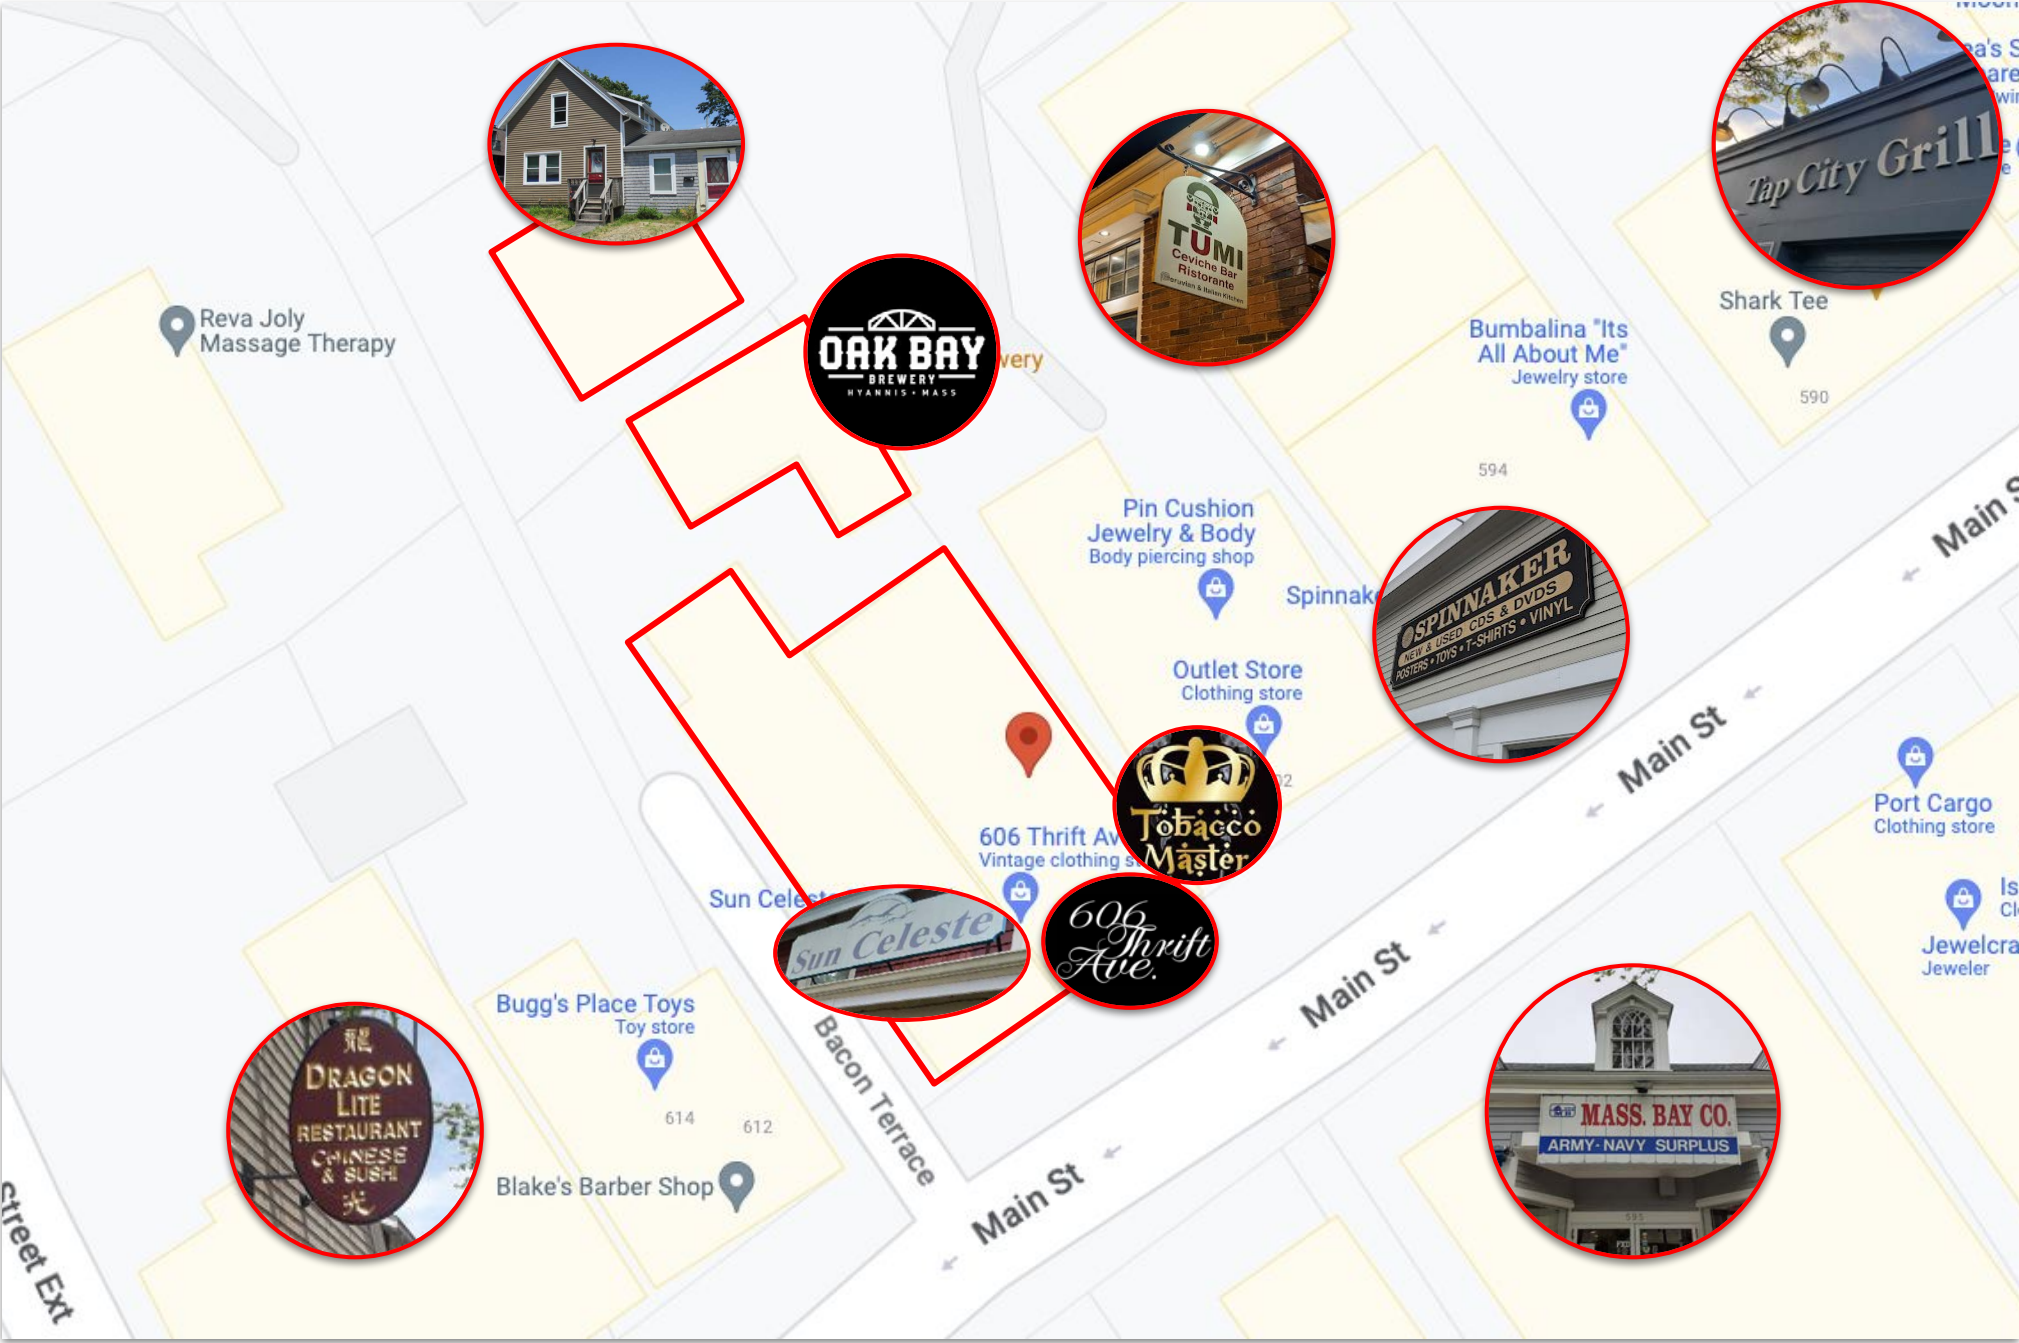 Tap City Grill
TUMI
Ceviche Bar
Ristorante
Peruvian & Italian Kitchen
Shark Tee
590
Reva Joly
Massage Therapy
OAK BAY
BREWERY
HYANNIS • MASS
Bumbalina "Its
All About Me"
Jewelry store
594
Main S
Pin Cushion
Jewelry & Body
Body piercing shop
Spinnak
SPINNAKER
NEW & USED CDS & DVDS
POSTERS • TOYS • T-SHIRTS • VINYL
Outlet Store
Clothing store
Main St
Port Cargo
Clothing store
Tobacco
Master
606 Thrift Av
Vintage clothing s
Sun Celeste
Sun Celeste
606
Thrift
Ave.
Jewelcra
Jeweler
Main St
Bugg's Place Toys
Toy store
614
612
Bacon Terrace
DRAGON
LITE
RESTAURANT
CHINESE
& SUSHI
MASS. BAY CO.
ARMY-NAVY SURPLUS
595
Blake's Barber Shop
Main St
Street Ext